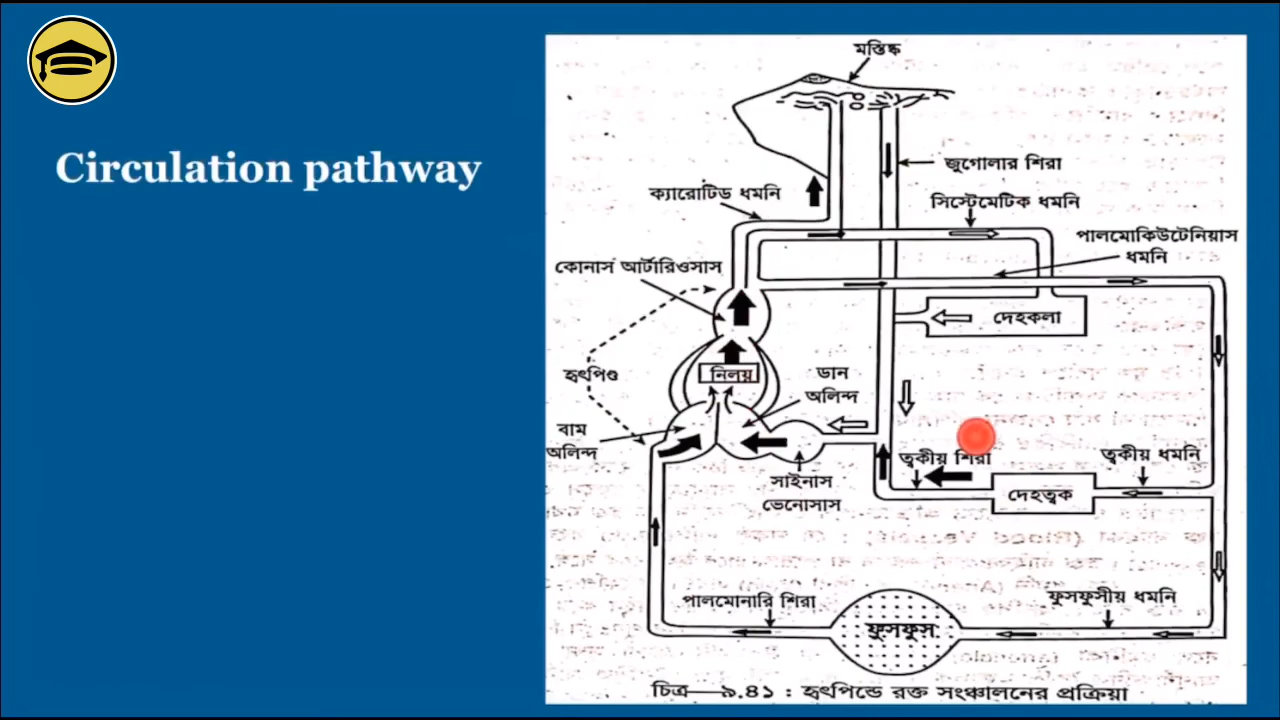 Circulation pathway
মস্তিষ্ক
জুগোলার শিরা
ক্যারোটিড ধমনি
সিস্টেমেটিক ধমনি
পালমোকিউটেনিয়াস
ধমনি
কোনাস আর্টারিওসাস
দেহকলা
হৃৎপিণ্ড
নিলয়
ডান
অলিন্দ
বাম
অলিন্দ
ত্বকীয় শিরা
ত্বকীয় ধমনি
সাইনাস
ভেনোসাস
দেহত্বক
পালমোনারি শিরা
ফুসফুসীয় ধমনি
ফুসফুস
চিত্র—৯.৪১ : হৃৎপিন্ডে রক্ত সংঞ্চালনের প্রক্রিয়া